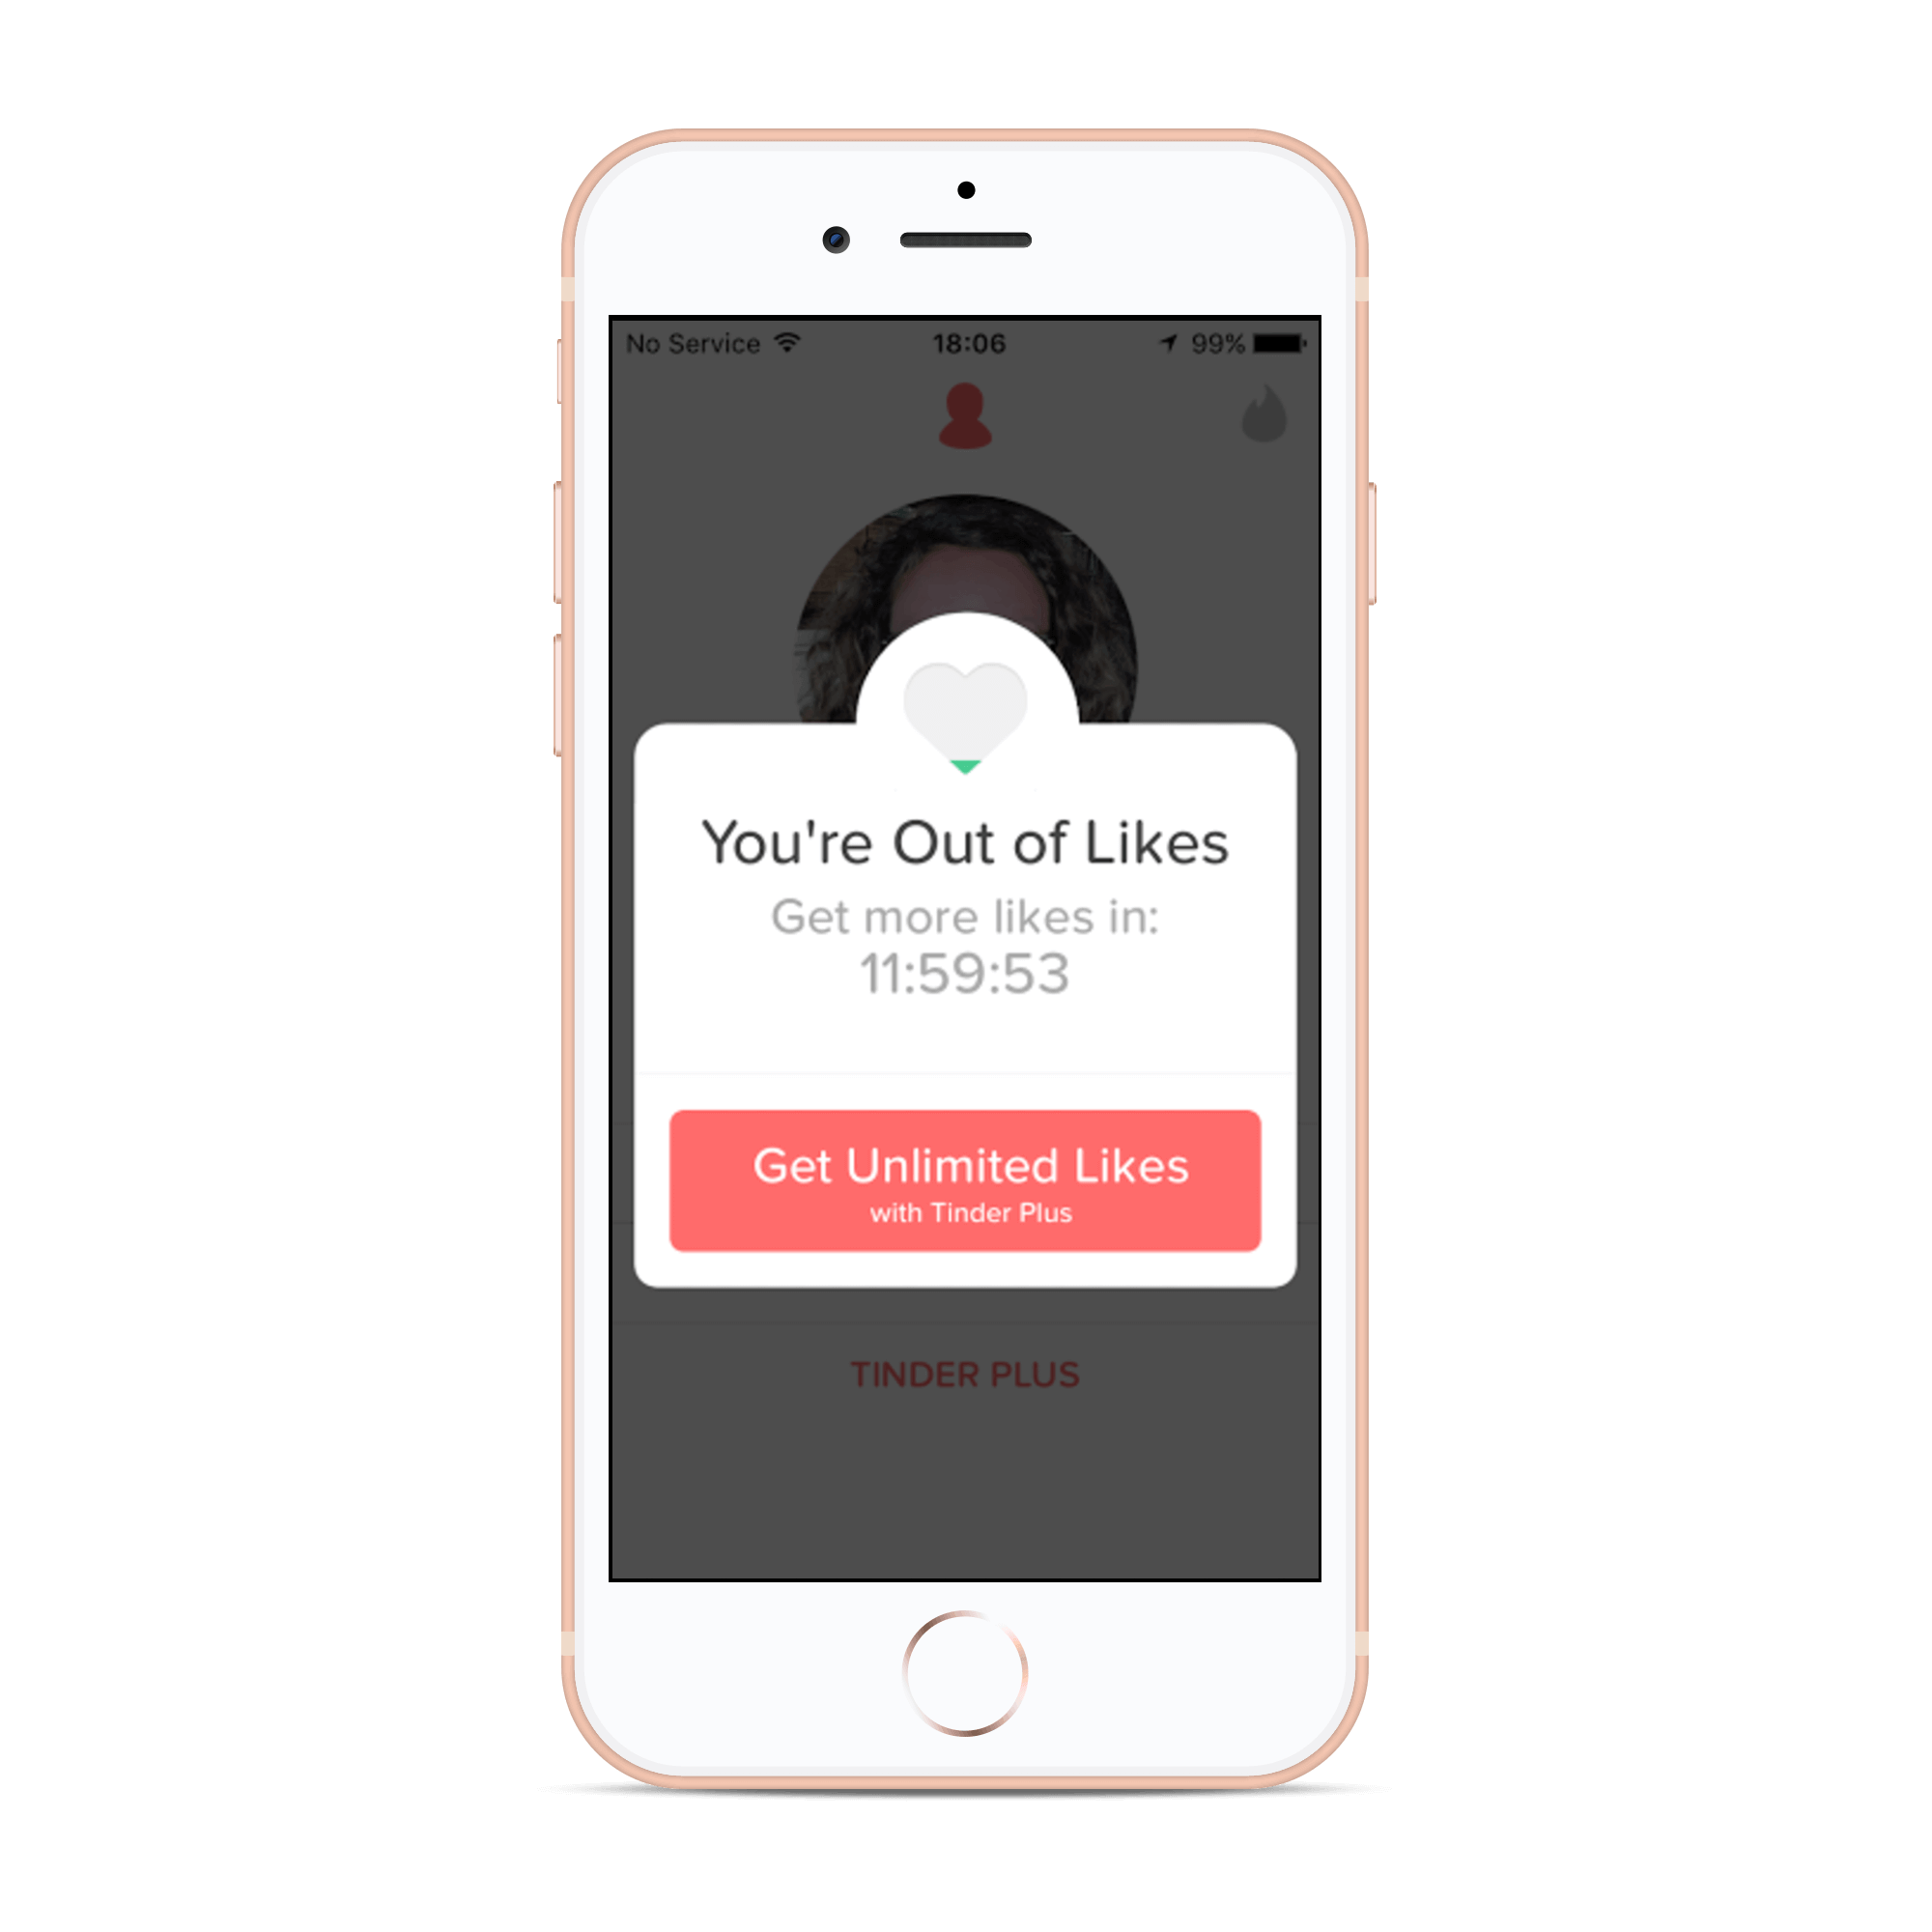 No Service 18:06 99%
You're Out of Likes
Get more likes in:
11:59:53
Get Unlimited Likes
with Tinder Plus
TINDER PLUS